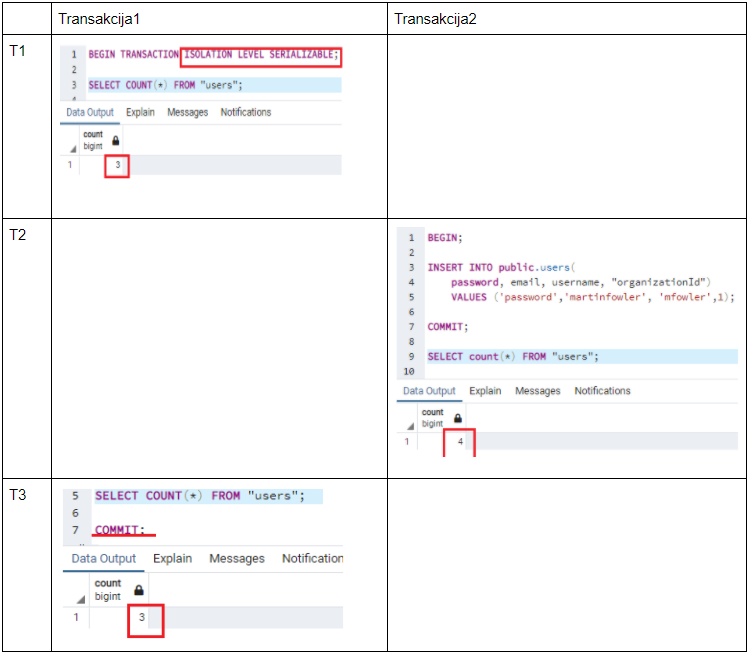 Transakcija1
Transakcija2
T1
1 BEGIN TRANSACTION ISOLATION LEVEL SERIALIZABLE;
2
3 SELECT COUNT(*) FROM "users";
Data Output Explain Messages Notifications
count
bigint
1 3
T2
1 BEGIN;
2
3 INSERT INTO public.users(
4 password, email, username, "organizationId")
5 VALUES ('password','martinfowler', 'mfowler',1);
6
7 COMMIT;
8
9 SELECT count(*) FROM "users";
10
Data Output Explain Messages Notifications
count
bigint
1 4
T3
5 SELECT COUNT(*) FROM "users";
6
7 COMMIT;
Data Output Explain Messages Notification
count
bigint
1 3